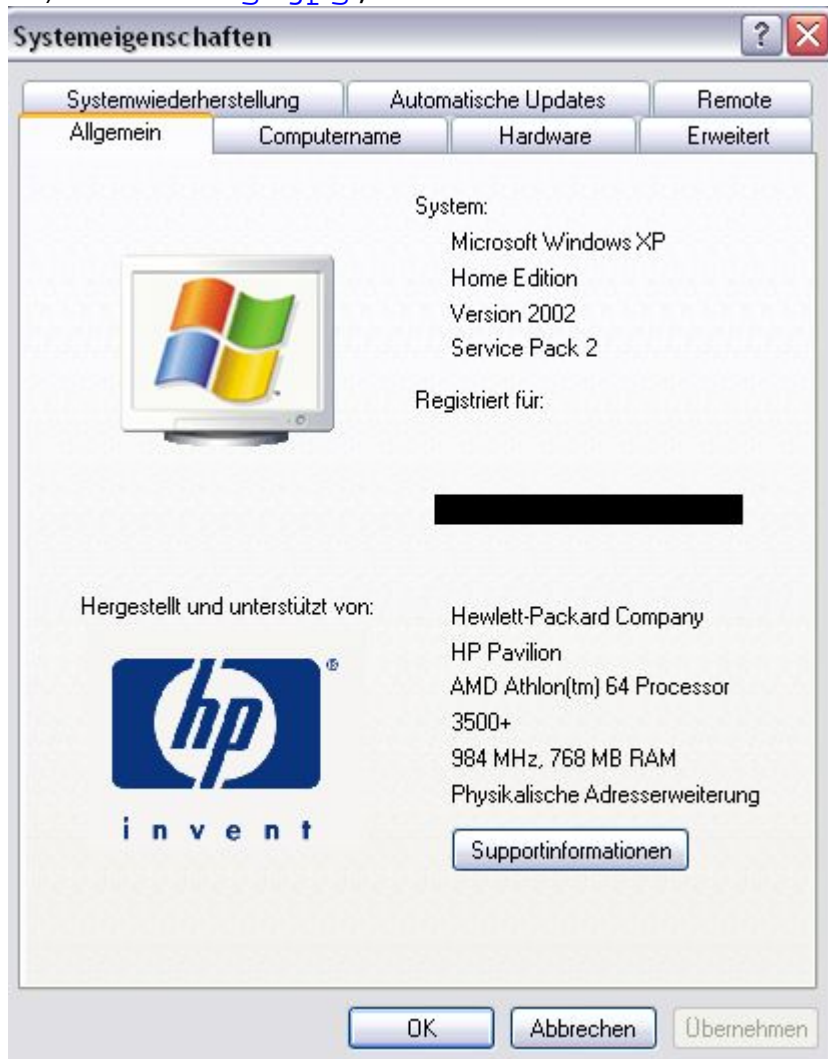 Systemeigenschaften
Systemwiederherstellung Automatische Updates Remote
Allgemein Computername Hardware Erweitert
System:
Microsoft Windows XP
Home Edition
Version 2002
Service Pack 2
Registriert für:
Hergestellt und unterstützt von:
Hewlett-Packard Company
HP Pavilion
AMD Athlon(tm) 64 Processor
3500+
984 MHz, 768 MB RAM
Physikalische Adresserweiterung
hp®
invent
Supportinformationen
OK Abbrechen Übernehmen